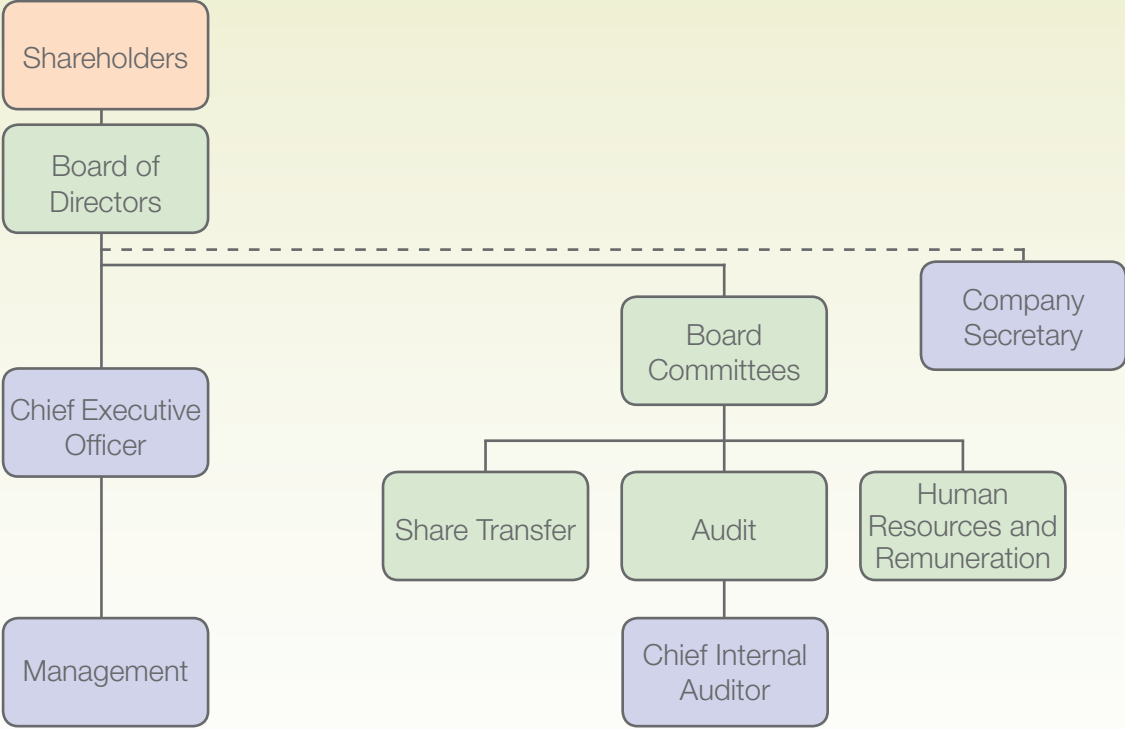 Shareholders
Board of
Directors
Company
Secretary
Board
Committees
Chief Executive
Officer
Share Transfer
Audit
Human
Resources and
Remuneration
Management
Chief Internal
Auditor